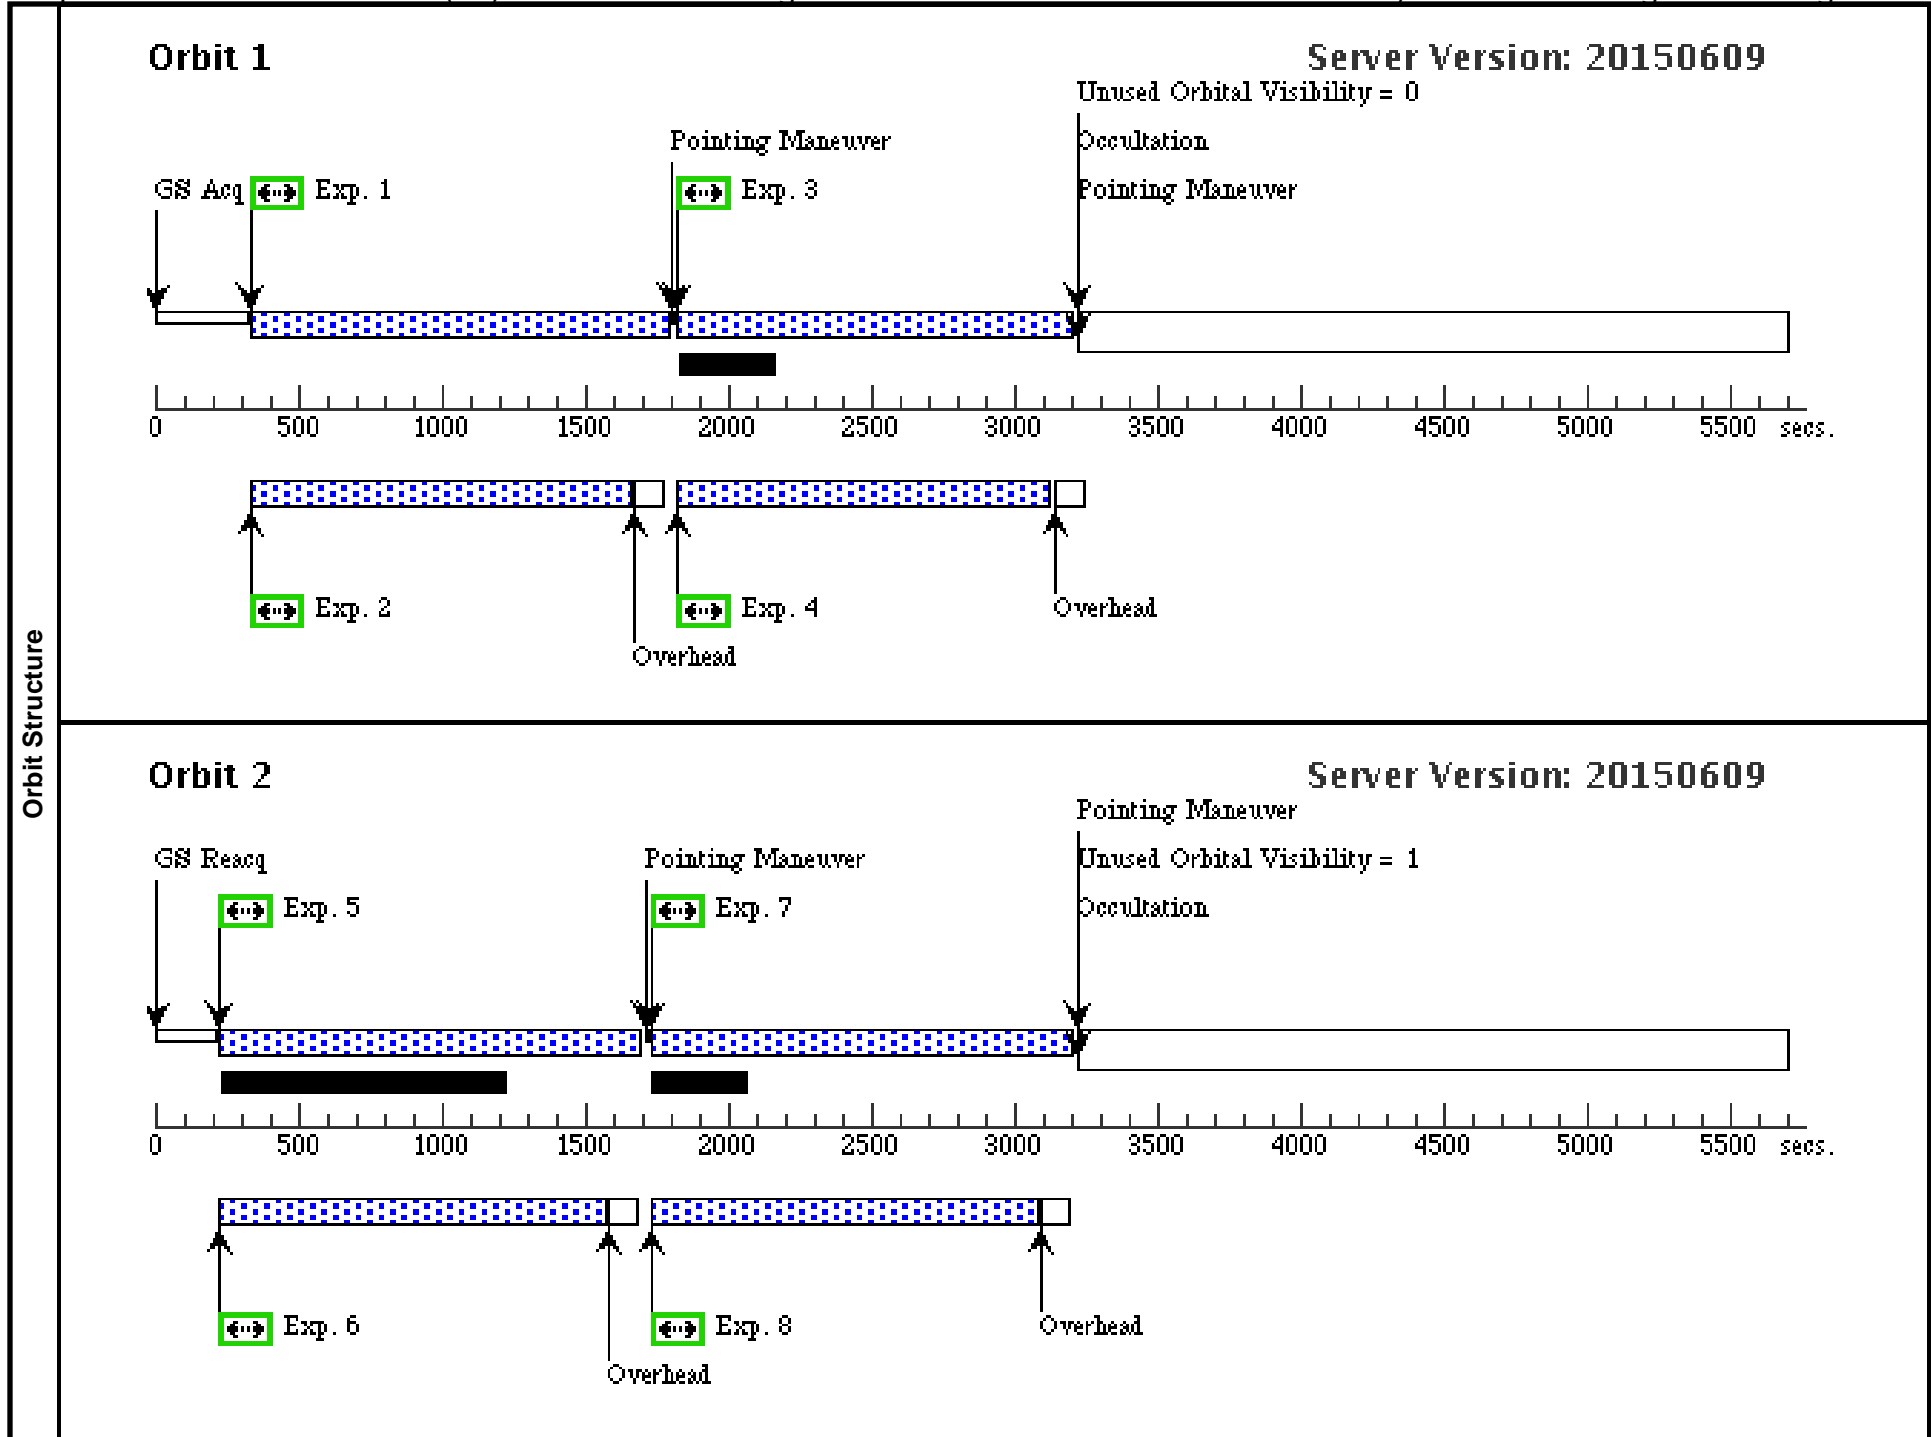 Orbit Structure
Orbit 1
Server Version: 20150609
Unused Orbital Visibility = 0
Pointing Maneuver
Occultation
GS Acq
Exp. 1
Exp. 3
Pointing Maneuver
0 500 1000 1500 2000 2500 3000 3500 4000 4500 5000 5500 secs.
Exp. 2
Exp. 4
Overhead
Overhead
Orbit 2
Server Version: 20150609
Pointing Maneuver
GS Reacq
Pointing Maneuver
Unused Orbital Visibility = 1
Exp. 5
Exp. 7
Occultation
0 500 1000 1500 2000 2500 3000 3500 4000 4500 5000 5500 secs.
Exp. 6
Exp. 8
Overhead
Overhead